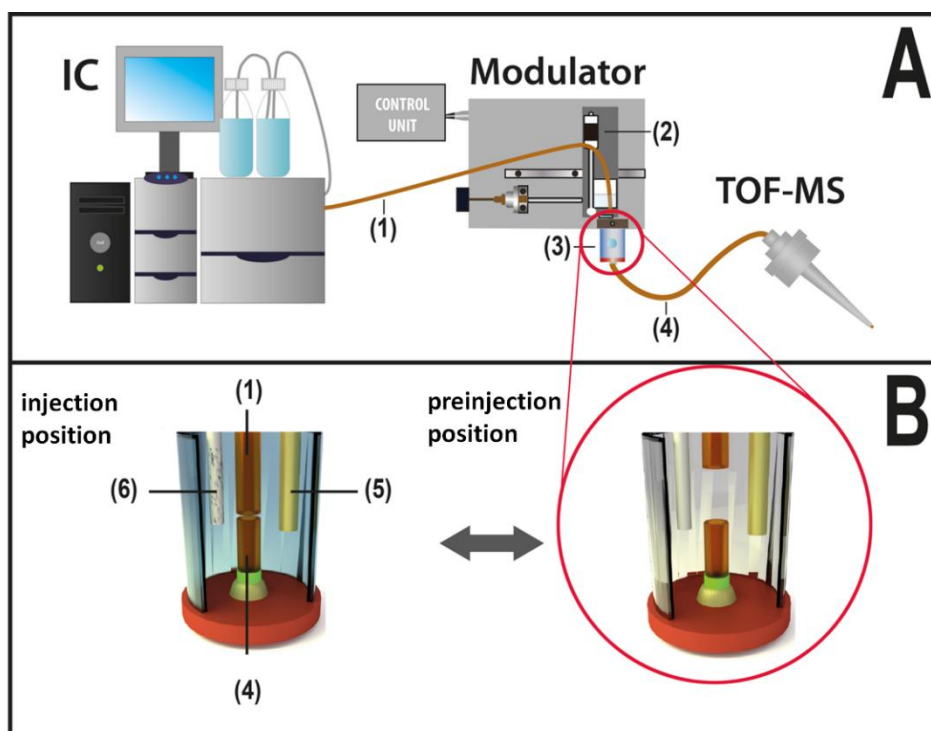 IC
Modulator
A
CONTROL
UNIT
(2)
TOF-MS
(1)
(3)
(4)
B
injection
position
(1)
preinjection
position
(6)
(5)
(4)